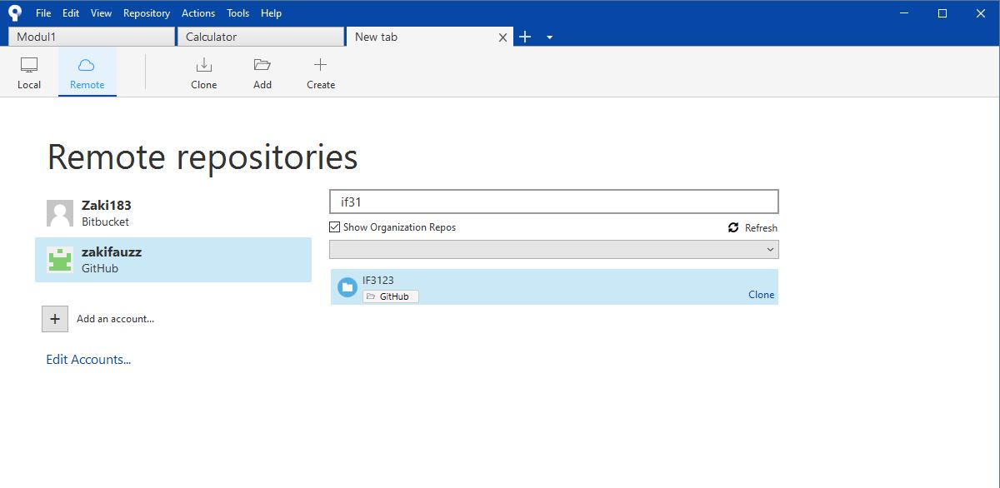 File Edit View Repository Actions Tools Help
Modul1 Calculator New tab
Local Remote Clone Add Create
Remote repositories
Zaki183
Bitbucket
zakifauzz
GitHub
Add an account...
Edit Accounts...
if31
Show Organization Repos Refresh
IF3123
GitHub
Clone